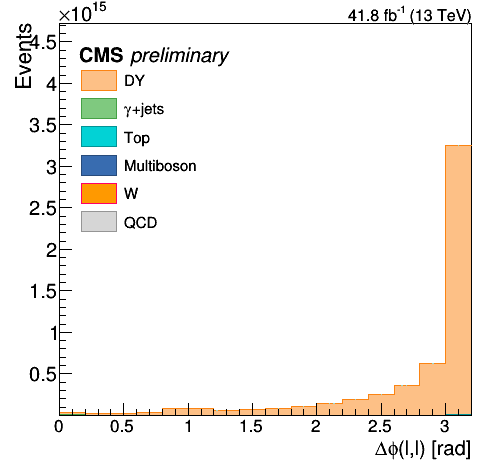 ×10¹⁵
41.8 fb⁻¹ (13 TeV)
Events
CMS preliminary
DY
γ+jets
Top
Multiboson
W
QCD
4.5
4
3.5
3
2.5
2
1.5
1
0.5
0 0.5 1 1.5 2 2.5 3
Δϕ(l,l) [rad]